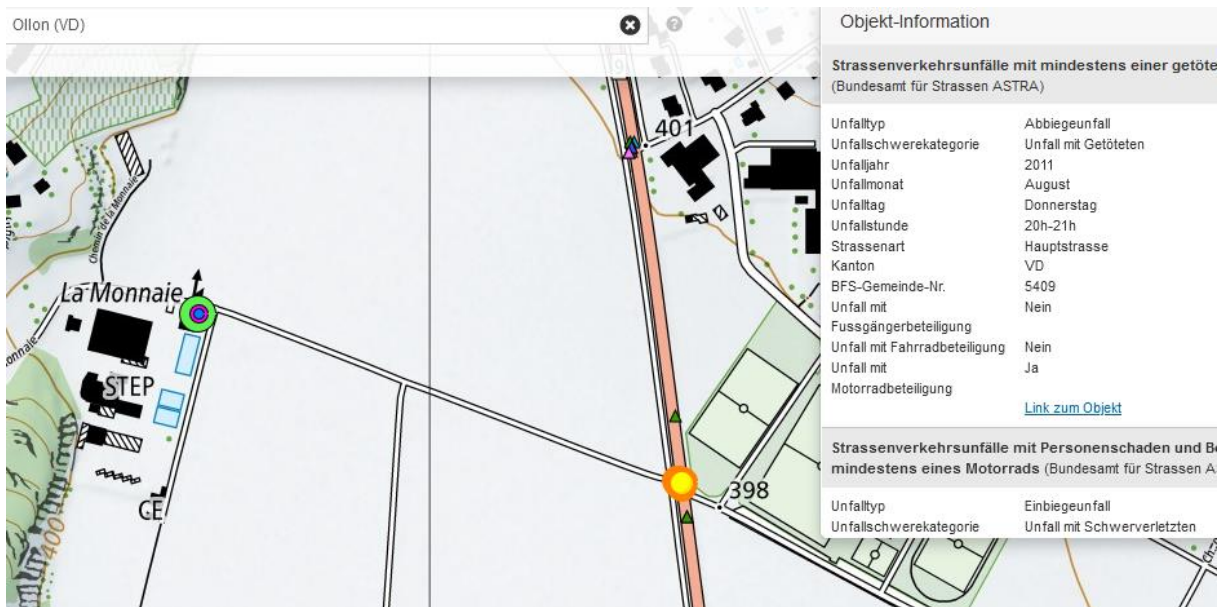 Ollon (VD)
Objekt-Information
Strassenverkehrsunfälle mit mindestens einer getöte
(Bundesamt für Strassen ASTRA)
Unfalltyp Abbiegeunfall
Unfallschwerekategorie Unfall mit Getöteten
Unfalljahr 2011
Unfallmonat August
Unfalltag Donnerstag
Unfallstunde 20h-21h
Strassenart Hauptstrasse
Kanton VD
BFS-Gemeinde-Nr. 5409
Unfall mit Nein
Fussgängerbeteiligung
Unfall mit Fahrradbeteiligung Nein
Unfall mit Ja
Motorradbeteiligung
Link zum Objekt
Strassenverkehrsunfälle mit Personenschaden und Be
mindestens eines Motorrads (Bundesamt für Strassen A
Unfalltyp Einbiegeunfall
Unfallschwerekategorie Unfall mit Schwerverletzten
9
401
Chemin de la Monnaie
La Monnaie
onnaie
STEP
CE
400
398